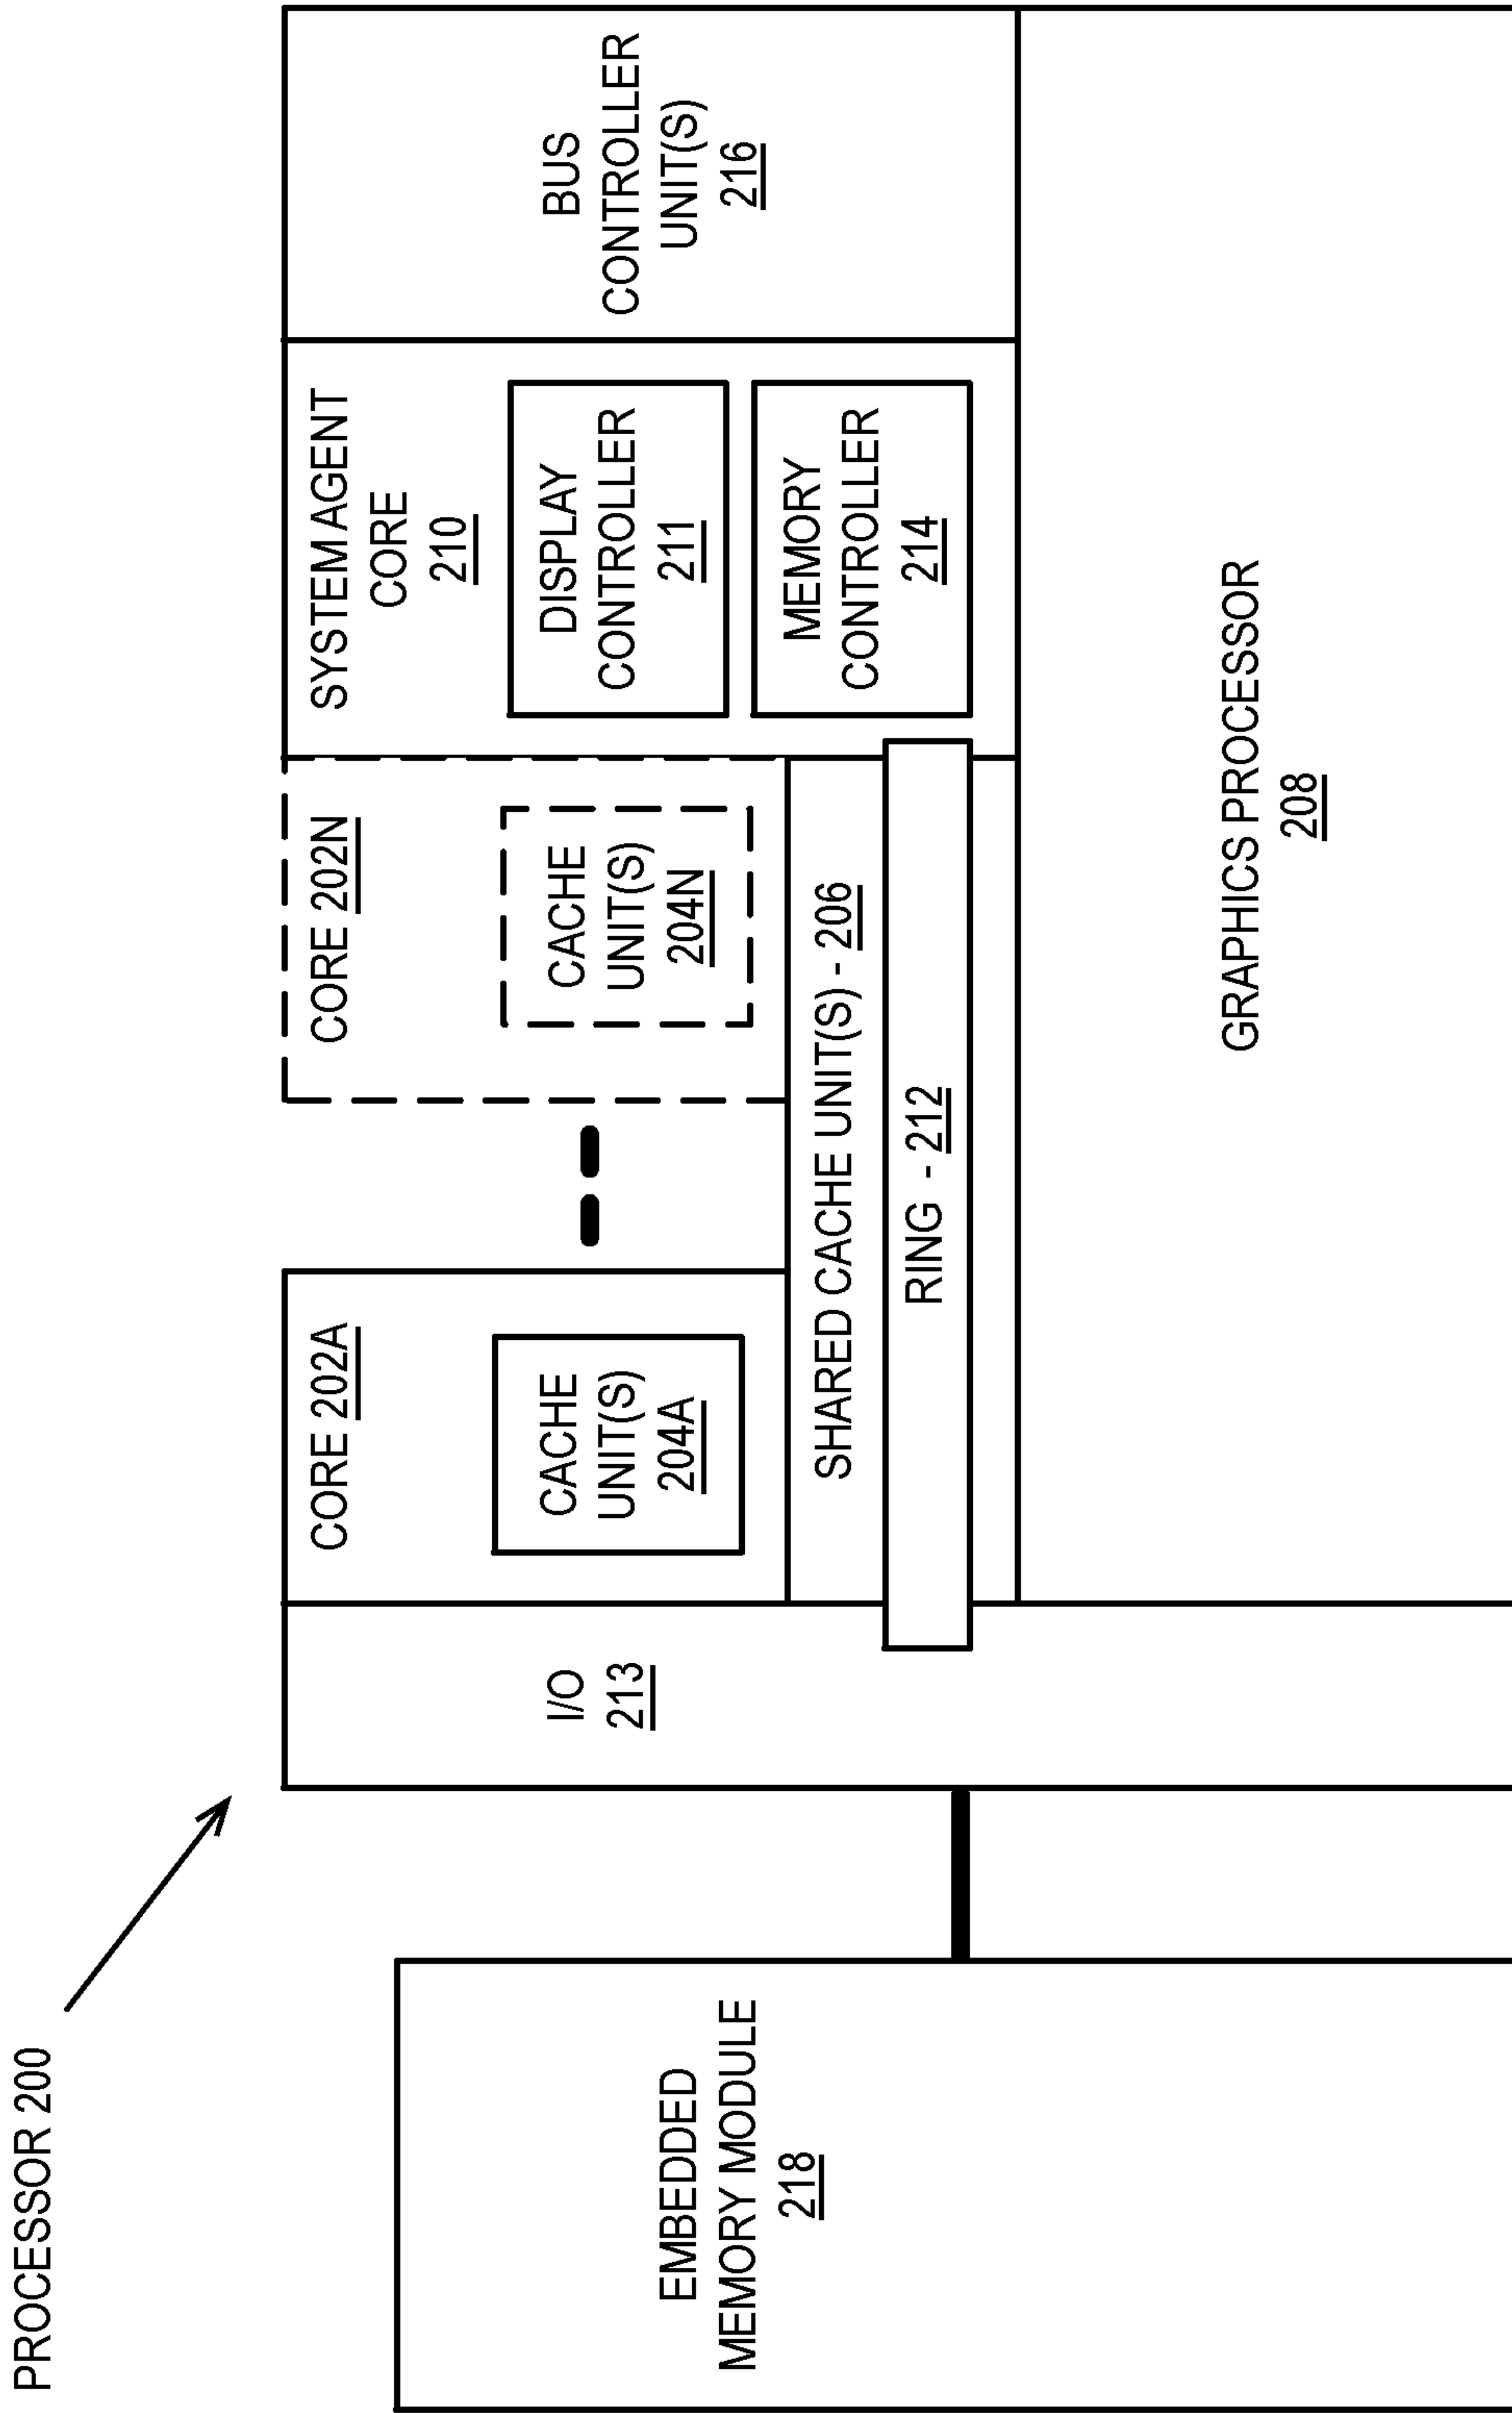 PROCESSOR 200
EMBEDDED
MEMORY MODULE
218
I/O
213
CORE 202A
CACHE
UNIT(S)
204A
CORE 202N
CACHE
UNIT(S)
204N
SHARED CACHE UNIT(S) - 206
RING - 212
SYSTEM AGENT
CORE
210
DISPLAY
CONTROLLER
211
MEMORY
CONTROLLER
214
BUS
CONTROLLER
UNIT(S)
216
GRAPHICS PROCESSOR
208